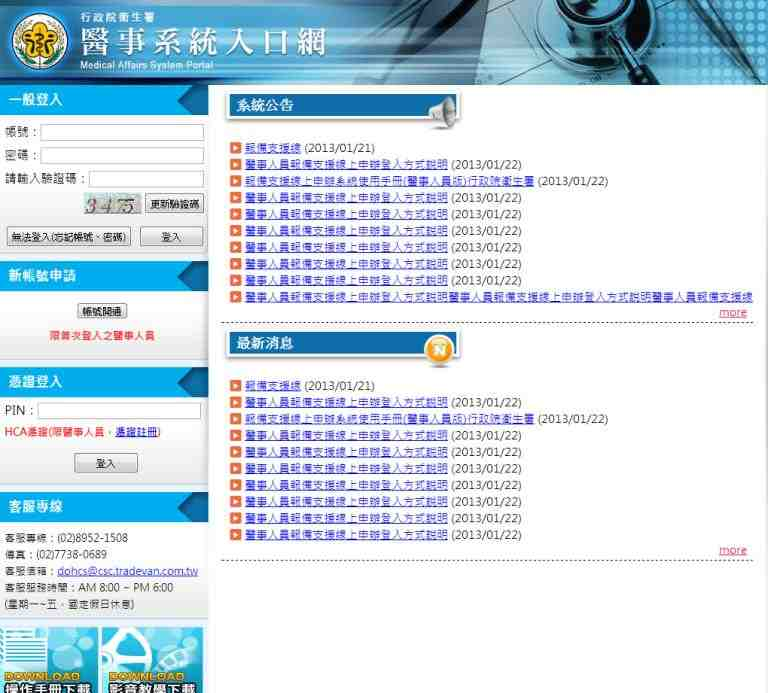 行政院衛生署
醫事系統入口網
Medical Affairs System Portal
一般登入
帳號：
密碼：
請輸入驗證碼：
3475
更新驗證碼
無法登入(忘記帳號、密碼)
登入
新帳號申請
帳號開通
限首次登入之醫事人員
憑證登入
PIN：
HCA憑證(限醫事人員，憑證註冊)
登入
客服專線
客服專線：(02)8952-1508
傳真：(02)7738-0689
客服信箱：dohcs@csc.tradevan.com.tw
客服服務時間：AM 8:00 ~ PM 6:00
(星期一~五，國定假日休息)
DOWNLOAD
操作手冊下載
DOWNLOAD
影音教學下載
系統公告
報備支援線 (2013/01/21)
醫事人員報備支援線上申辦登入方式説明 (2013/01/22)
報備支援線上申辦系統使用手冊(醫事人員版)行政院衛生署 (2013/01/22)
醫事人員報備支援線上申辦登入方式説明 (2013/01/22)
醫事人員報備支援線上申辦登入方式説明 (2013/01/22)
醫事人員報備支援線上申辦登入方式説明 (2013/01/22)
醫事人員報備支援線上申辦登入方式説明 (2013/01/22)
醫事人員報備支援線上申辦登入方式説明 (2013/01/22)
醫事人員報備支援線上申辦登入方式説明 (2013/01/22)
醫事人員報備支援線上申辦登入方式説明醫事人員報備支援線上申辦登入方式説明醫事人員報備支援線
more
最新消息
N
報備支援線 (2013/01/21)
醫事人員報備支援線上申辦登入方式説明 (2013/01/22)
報備支援線上申辦系統使用手冊(醫事人員版)行政院衛生署 (2013/01/22)
醫事人員報備支援線上申辦登入方式説明 (2013/01/22)
醫事人員報備支援線上申辦登入方式説明 (2013/01/22)
醫事人員報備支援線上申辦登入方式説明 (2013/01/22)
醫事人員報備支援線上申辦登入方式説明 (2013/01/22)
醫事人員報備支援線上申辦登入方式説明 (2013/01/22)
醫事人員報備支援線上申辦登入方式説明 (2013/01/22)
醫事人員報備支援線上申辦登入方式説明 (2013/01/22)
more